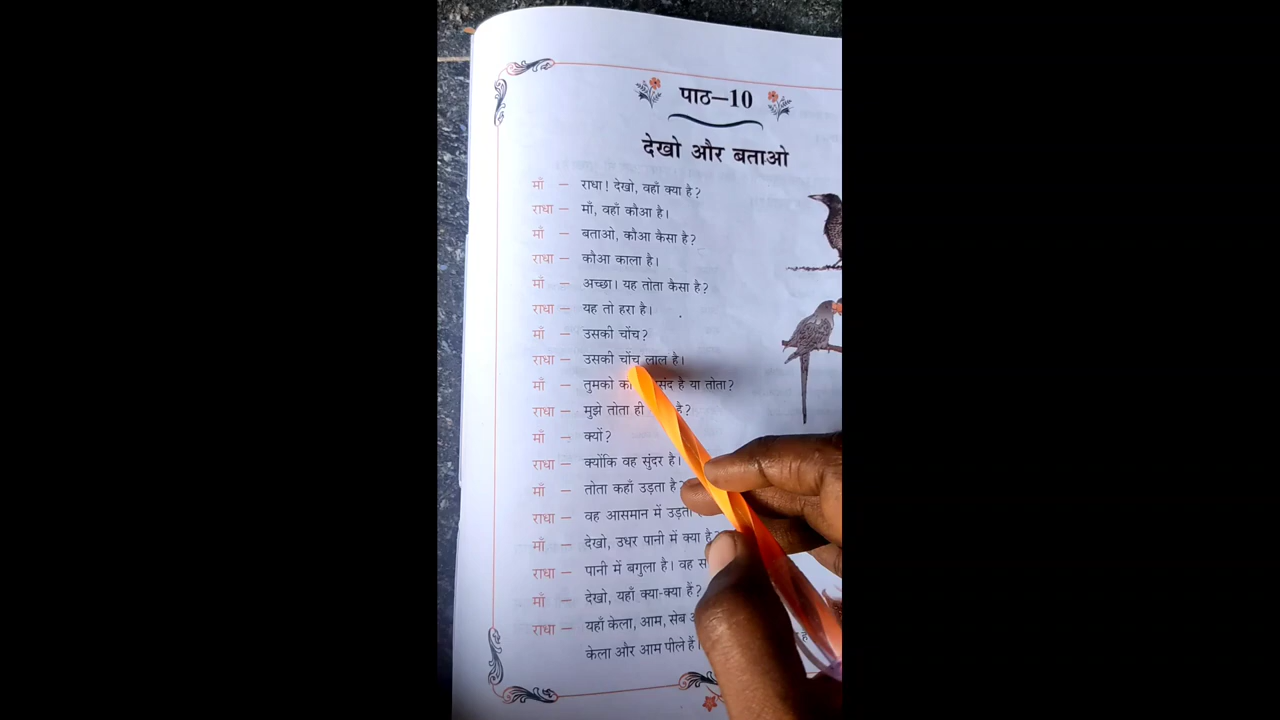 पाठ–10
देखो और बताओ
माँ – राधा! देखो, वहाँ क्या है?
राधा – माँ, वहाँ कौआ है।
माँ – बताओ, कौआ कैसा है?
राधा – कौआ काला है।
माँ – अच्छा। यह तोता कैसा है?
राधा – यह तो हरा है।
माँ – उसकी चोंच?
राधा – उसकी चोंच लाल है।
माँ – तुमको है या तोता?
राधा – मुझे तोता ही है?
माँ – क्यों?
राधा – क्योंकि वह सुंदर है।
माँ – तोता कहाँ उड़ता है?
राधा – वह आसमान में उड़ता
माँ – देखो, उधर पानी में क्या है?
राधा – पानी में बगुला है। वह
माँ – देखो, यहाँ क्या-क्या हैं?
राधा – यहाँ केला, आम, सेब
केला और आम पीले हैं।